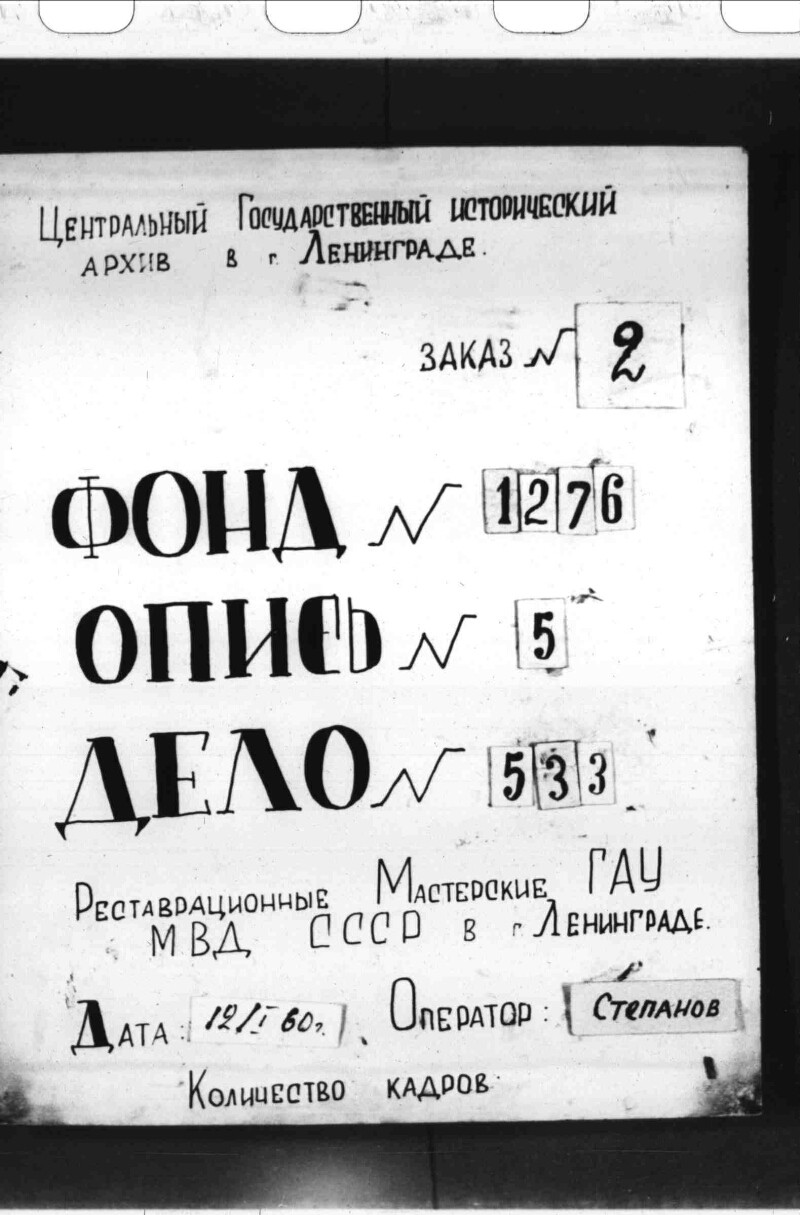 Центральный Государственный исторический
архив в г. Ленинграде.
заказ № 2
ФОНД № 1276
ОПИСЬ № 5
ДЕЛО № 533
Реставрационные Мастерские ГАУ
МВД СССР в г Ленинграде.
Дата: 12/I 60г. Оператор: Степанов
Количество кадров